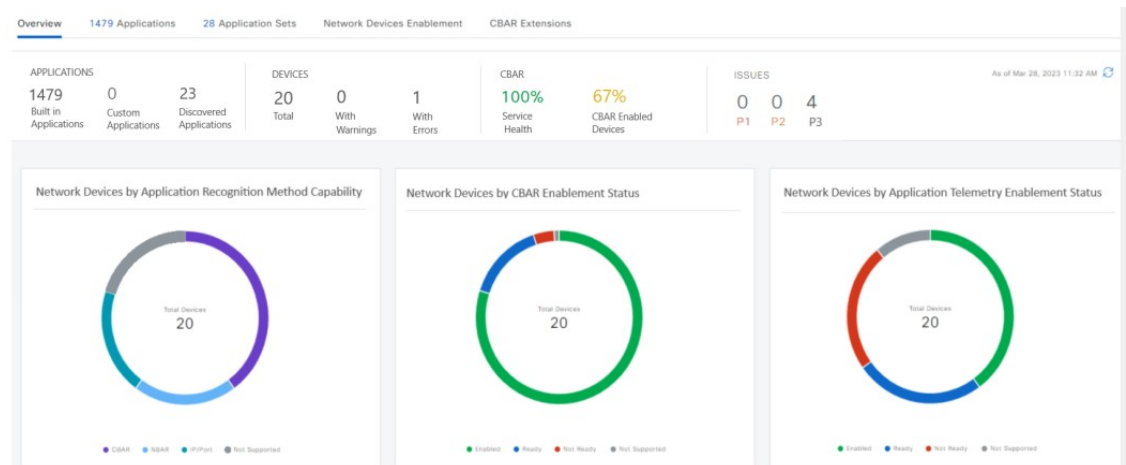 Overview 1479 Applications 28 Application Sets Network Devices Enablement CBAR Extensions
APPLICATIONS
1479 0 23
Built in Custom Discovered
Applications Applications Applications
DEVICES
20 0 1
Total With With
Warnings Errors
CBAR
100% 67%
Service CBAR Enabled
Health Devices
ISSUES
0 0 4
P1 P2 P3
As of Mar 28, 2023 11:32 AM
Network Devices by Application Recognition Method Capability
Total Devices
20
CBAR NBAR IP/Port Not Supported
Network Devices by CBAR Enablement Status
Total Devices
20
Enabled Ready Not Ready Not Supported
Network Devices by Application Telemetry Enablement Status
Total Devices
20
Enabled Ready Not Ready Not Supported